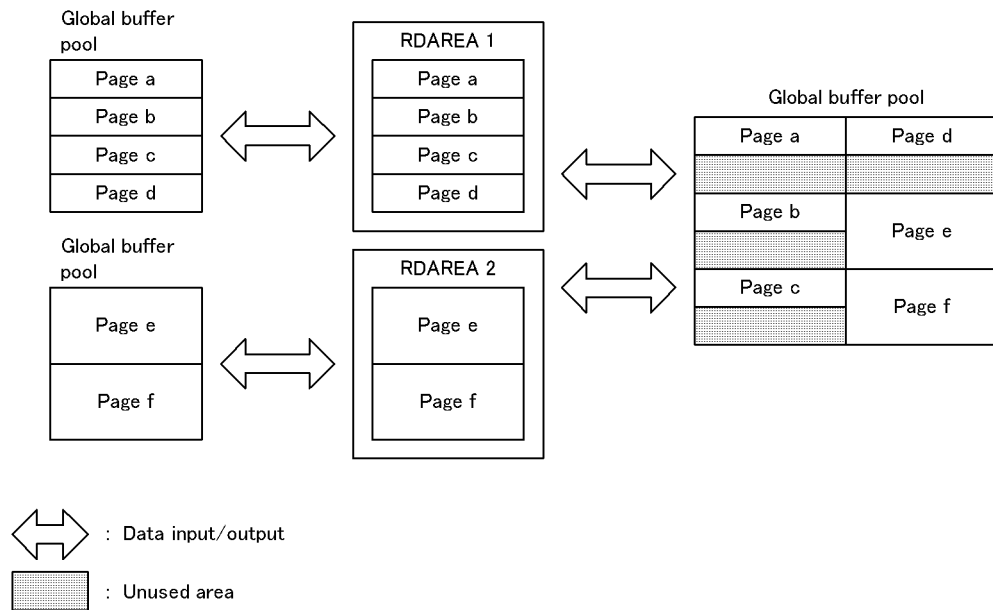 Global buffer
pool
Page a
Page b
Page c
Page d
RDAREA 1
Page a
Page b
Page c
Page d
Global buffer pool
Page a
Page d
Page b
Page e
Page c
Page f
Global buffer
pool
Page e
Page f
RDAREA 2
Page e
Page f
: Data input/output
: Unused area